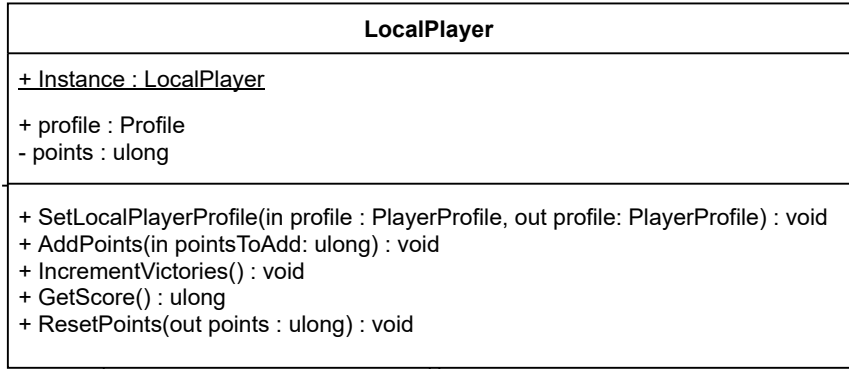 LocalPlayer
+ Instance : LocalPlayer
+ profile : Profile
- points : ulong
+ SetLocalPlayerProfile(in profile : PlayerProfile, out profile: PlayerProfile) : void
+ AddPoints(in pointsToAdd: ulong) : void
+ IncrementVictories() : void
+ GetScore() : ulong
+ ResetPoints(out points : ulong) : void